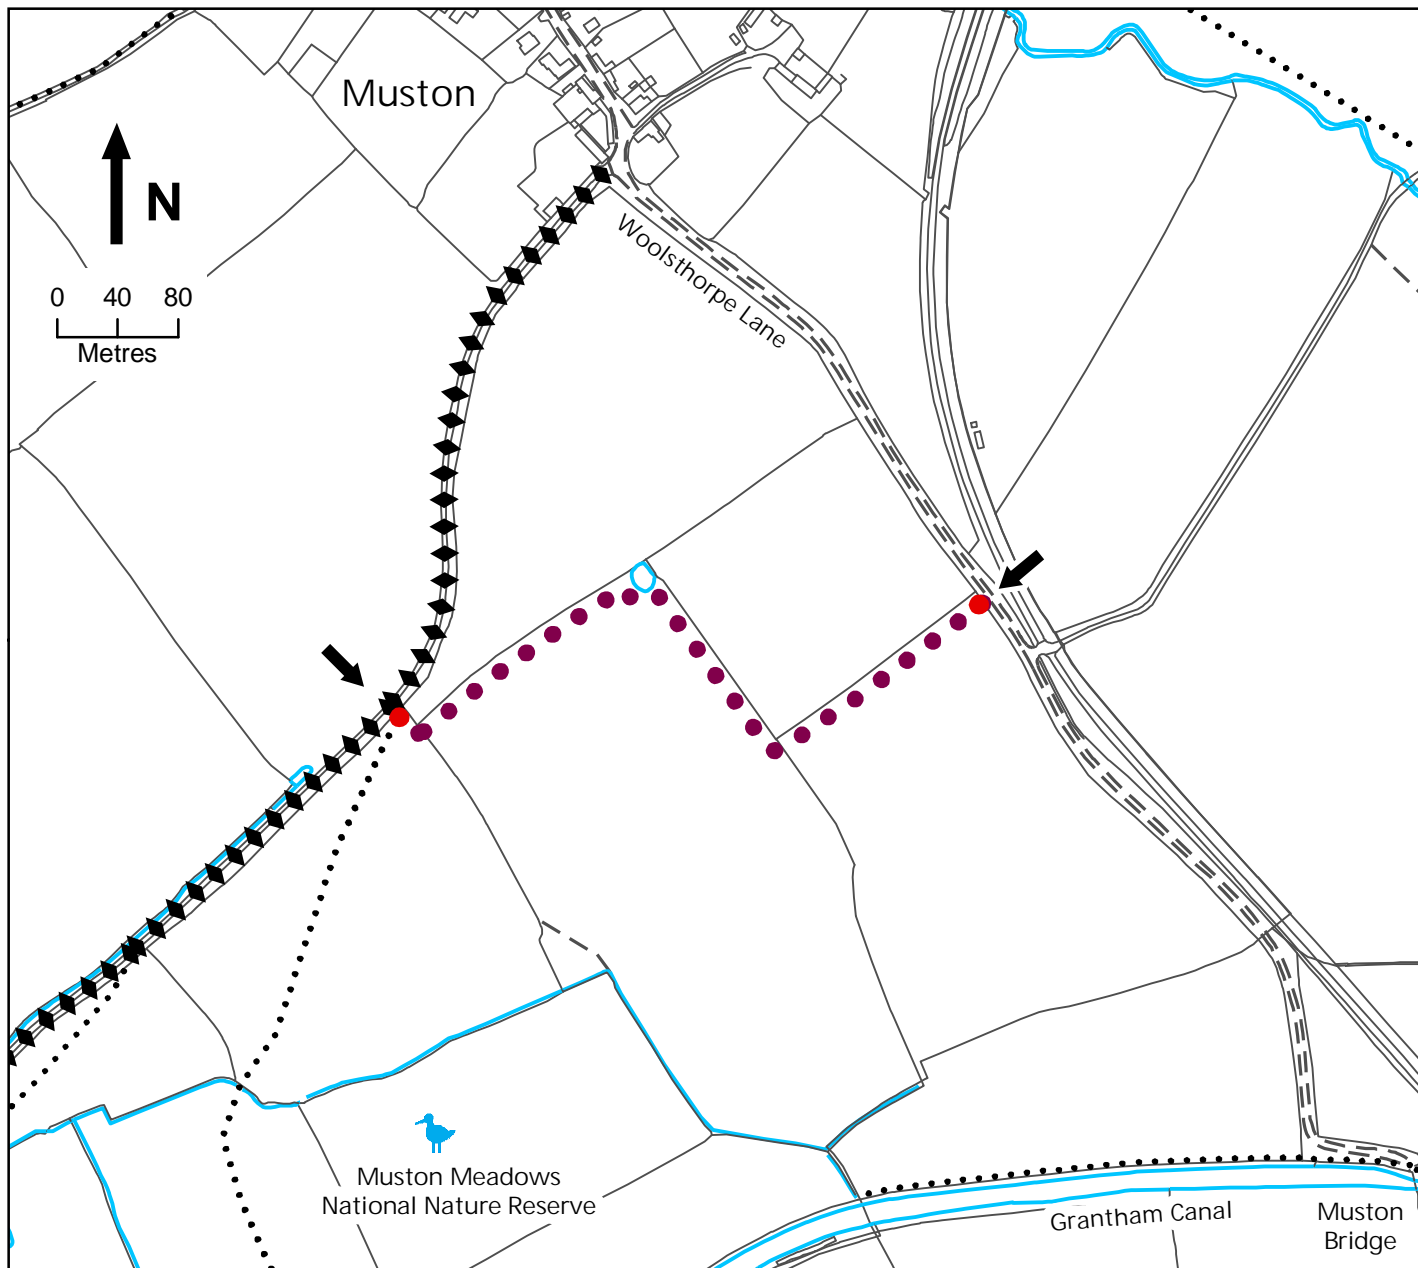 Muston
N
0 40 80
Metres
Woolsthorpe Lane
Muston Meadows
National Nature Reserve
Grantham Canal
Muston
Bridge